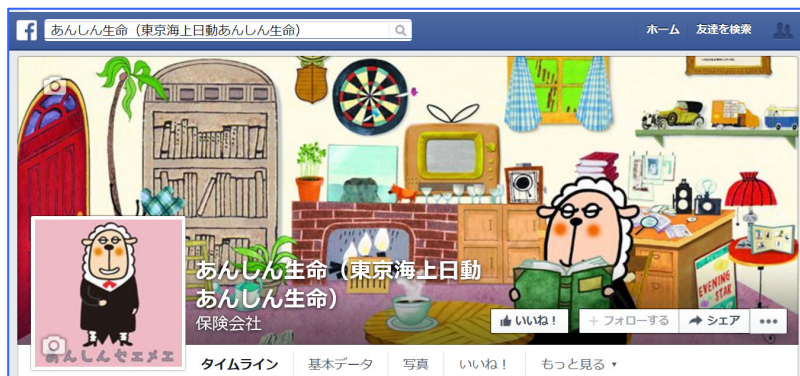 f
あんしん生命（東京海上日動あんしん生命）
ホーム 友達を検索
EVENING
STAR
あんしん生命（東京海上日動
あんしん生命）
保険会社
いいね！ ＋フォローする シェア •••
あんしんセエメエ
タイムライン 基本データ 写真 いいね！ もっと見る ▾